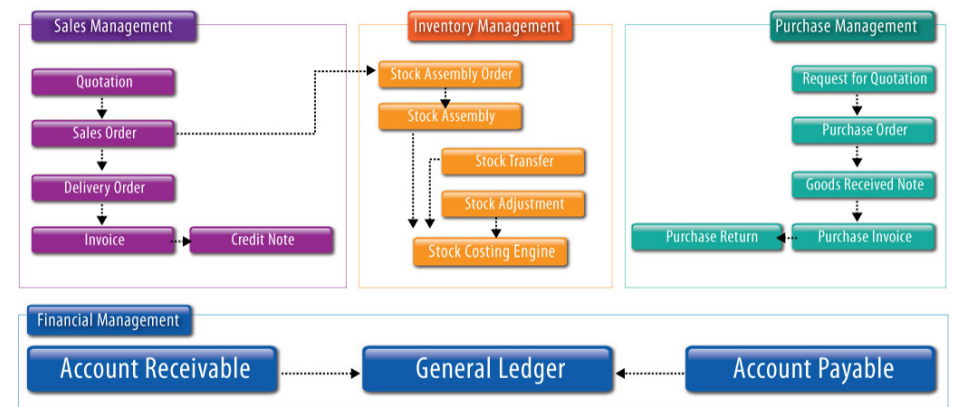 Sales Management
Quotation
Sales Order
Delivery Order
Invoice
Credit Note
Inventory Management
Stock Assembly Order
Stock Assembly
Stock Transfer
Stock Adjustment
Stock Costing Engine
Purchase Management
Request for Quotation
Purchase Order
Goods Received Note
Purchase Return
Purchase Invoice
Financial Management
Account Receivable
General Ledger
Account Payable